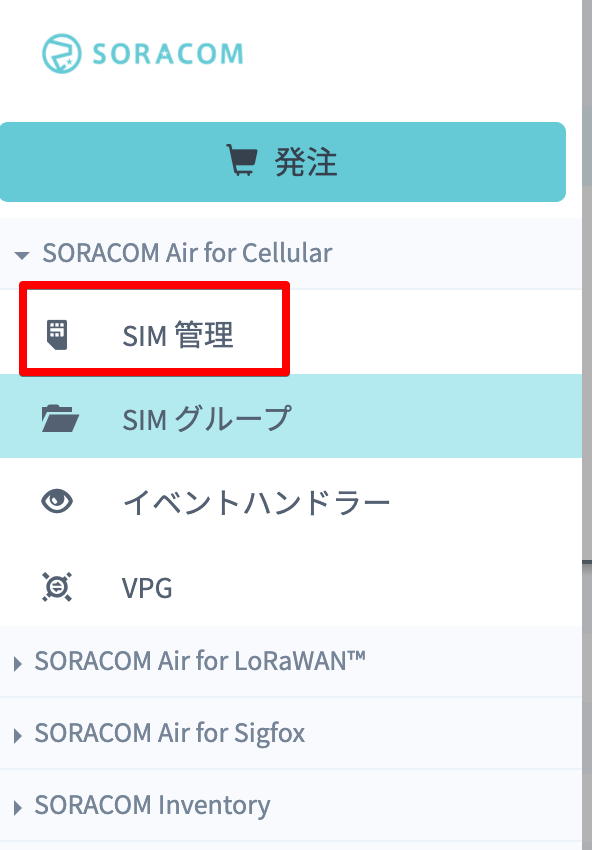 SORACOM
発注
SORACOM Air for Cellular
SIM 管理
SIM グループ
イベントハンドラー
VPG
SORACOM Air for LoRaWAN™
SORACOM Air for Sigfox
SORACOM Inventory